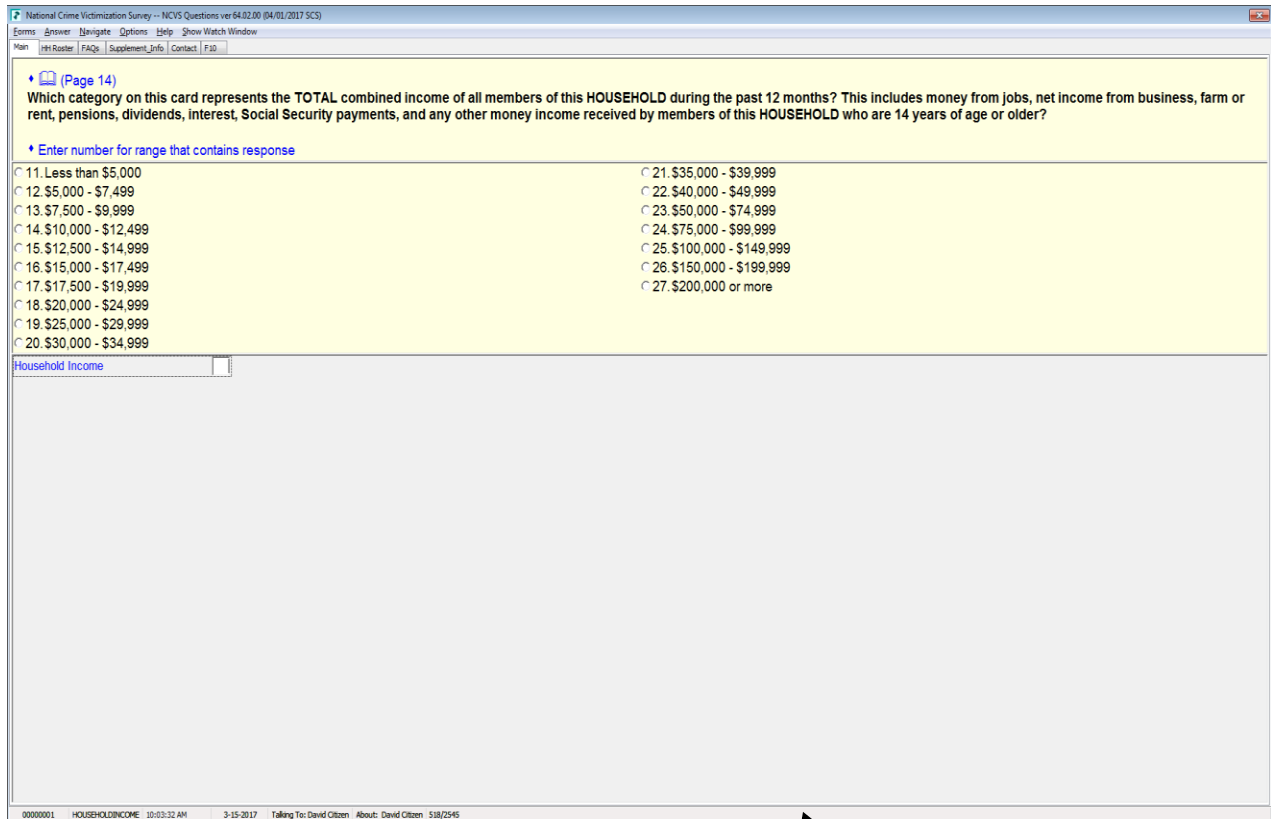 National Crime Victimization Survey -- NCVS Questions ver 64.02.00 (04/01/2017 SCS)
Forms Answer Navigate Options Help Show Watch Window
Main HH Roster FAQs Supplement_Info Contact F10
(Page 14)
Which category on this card represents the TOTAL combined income of all members of this HOUSEHOLD during the past 12 months? This includes money from jobs, net income from business, farm or
rent, pensions, dividends, interest, Social Security payments, and any other money income received by members of this HOUSEHOLD who are 14 years of age or older?
Enter number for range that contains response
11. Less than $5,000
12. $5,000 - $7,499
13. $7,500 - $9,999
14. $10,000 - $12,499
15. $12,500 - $14,999
16. $15,000 - $17,499
17. $17,500 - $19,999
18. $20,000 - $24,999
19. $25,000 - $29,999
20. $30,000 - $34,999
21. $35,000 - $39,999
22. $40,000 - $49,999
23. $50,000 - $74,999
24. $75,000 - $99,999
25. $100,000 - $149,999
26. $150,000 - $199,999
27. $200,000 or more
Household Income
00000001 HOUSEHOLDINCOME 10:03:32 AM 3-15-2017 Talking To: David Citizen About: David Citizen 518/2545